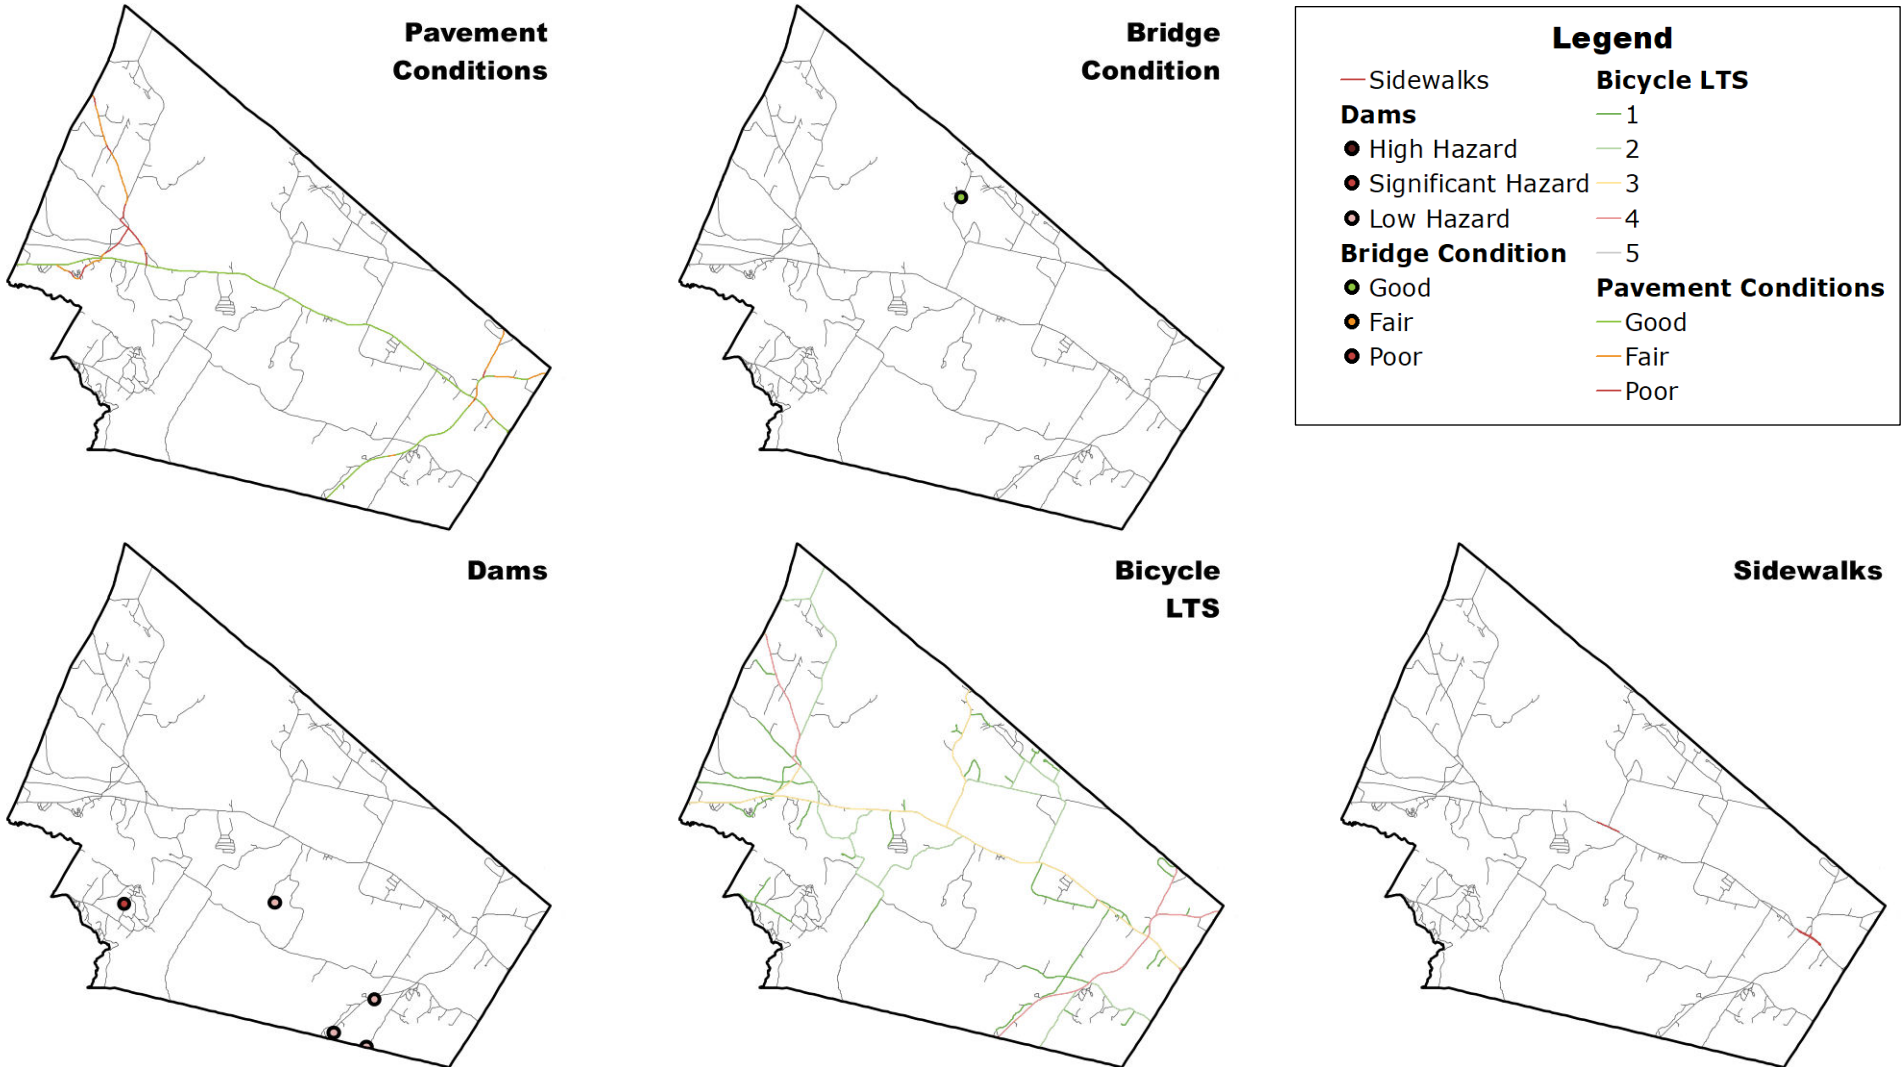 Pavement
Conditions
Bridge
Condition
Legend
Sidewalks
Dams
High Hazard
Significant Hazard
Low Hazard
Bridge Condition
Good
Fair
Poor
Bicycle LTS
1
2
3
4
5
Pavement Conditions
Good
Fair
Poor
Dams
Bicycle
LTS
Sidewalks